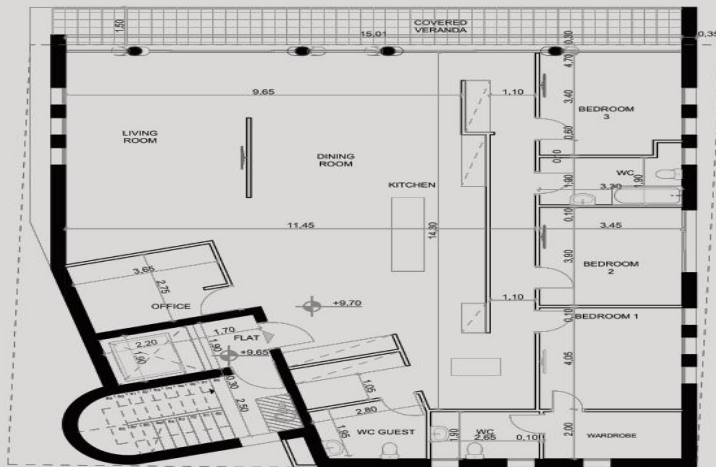 COVERED
VERANDA
1,50
15,01
0,30
0,35
4,70
9,65
1,10
3,40
BEDROOM
3
LIVING
ROOM
DINING
ROOM
0,60
0,10
WC
KITCHEN
1,90
3,30
1,90
0,10
11,45
14,30
3,45
3,90
BEDROOM
2
3,65
2,75
OFFICE
1,10
+9,70
0,10
BEDROOM 1
1,70
FLAT
2,20
1,90
1,90
+9,65
4,05
0,30
1,05
2,50
2,80
WC GUEST
1,95
WC
1,90
2,65
0,10
2,00
WARDROBE